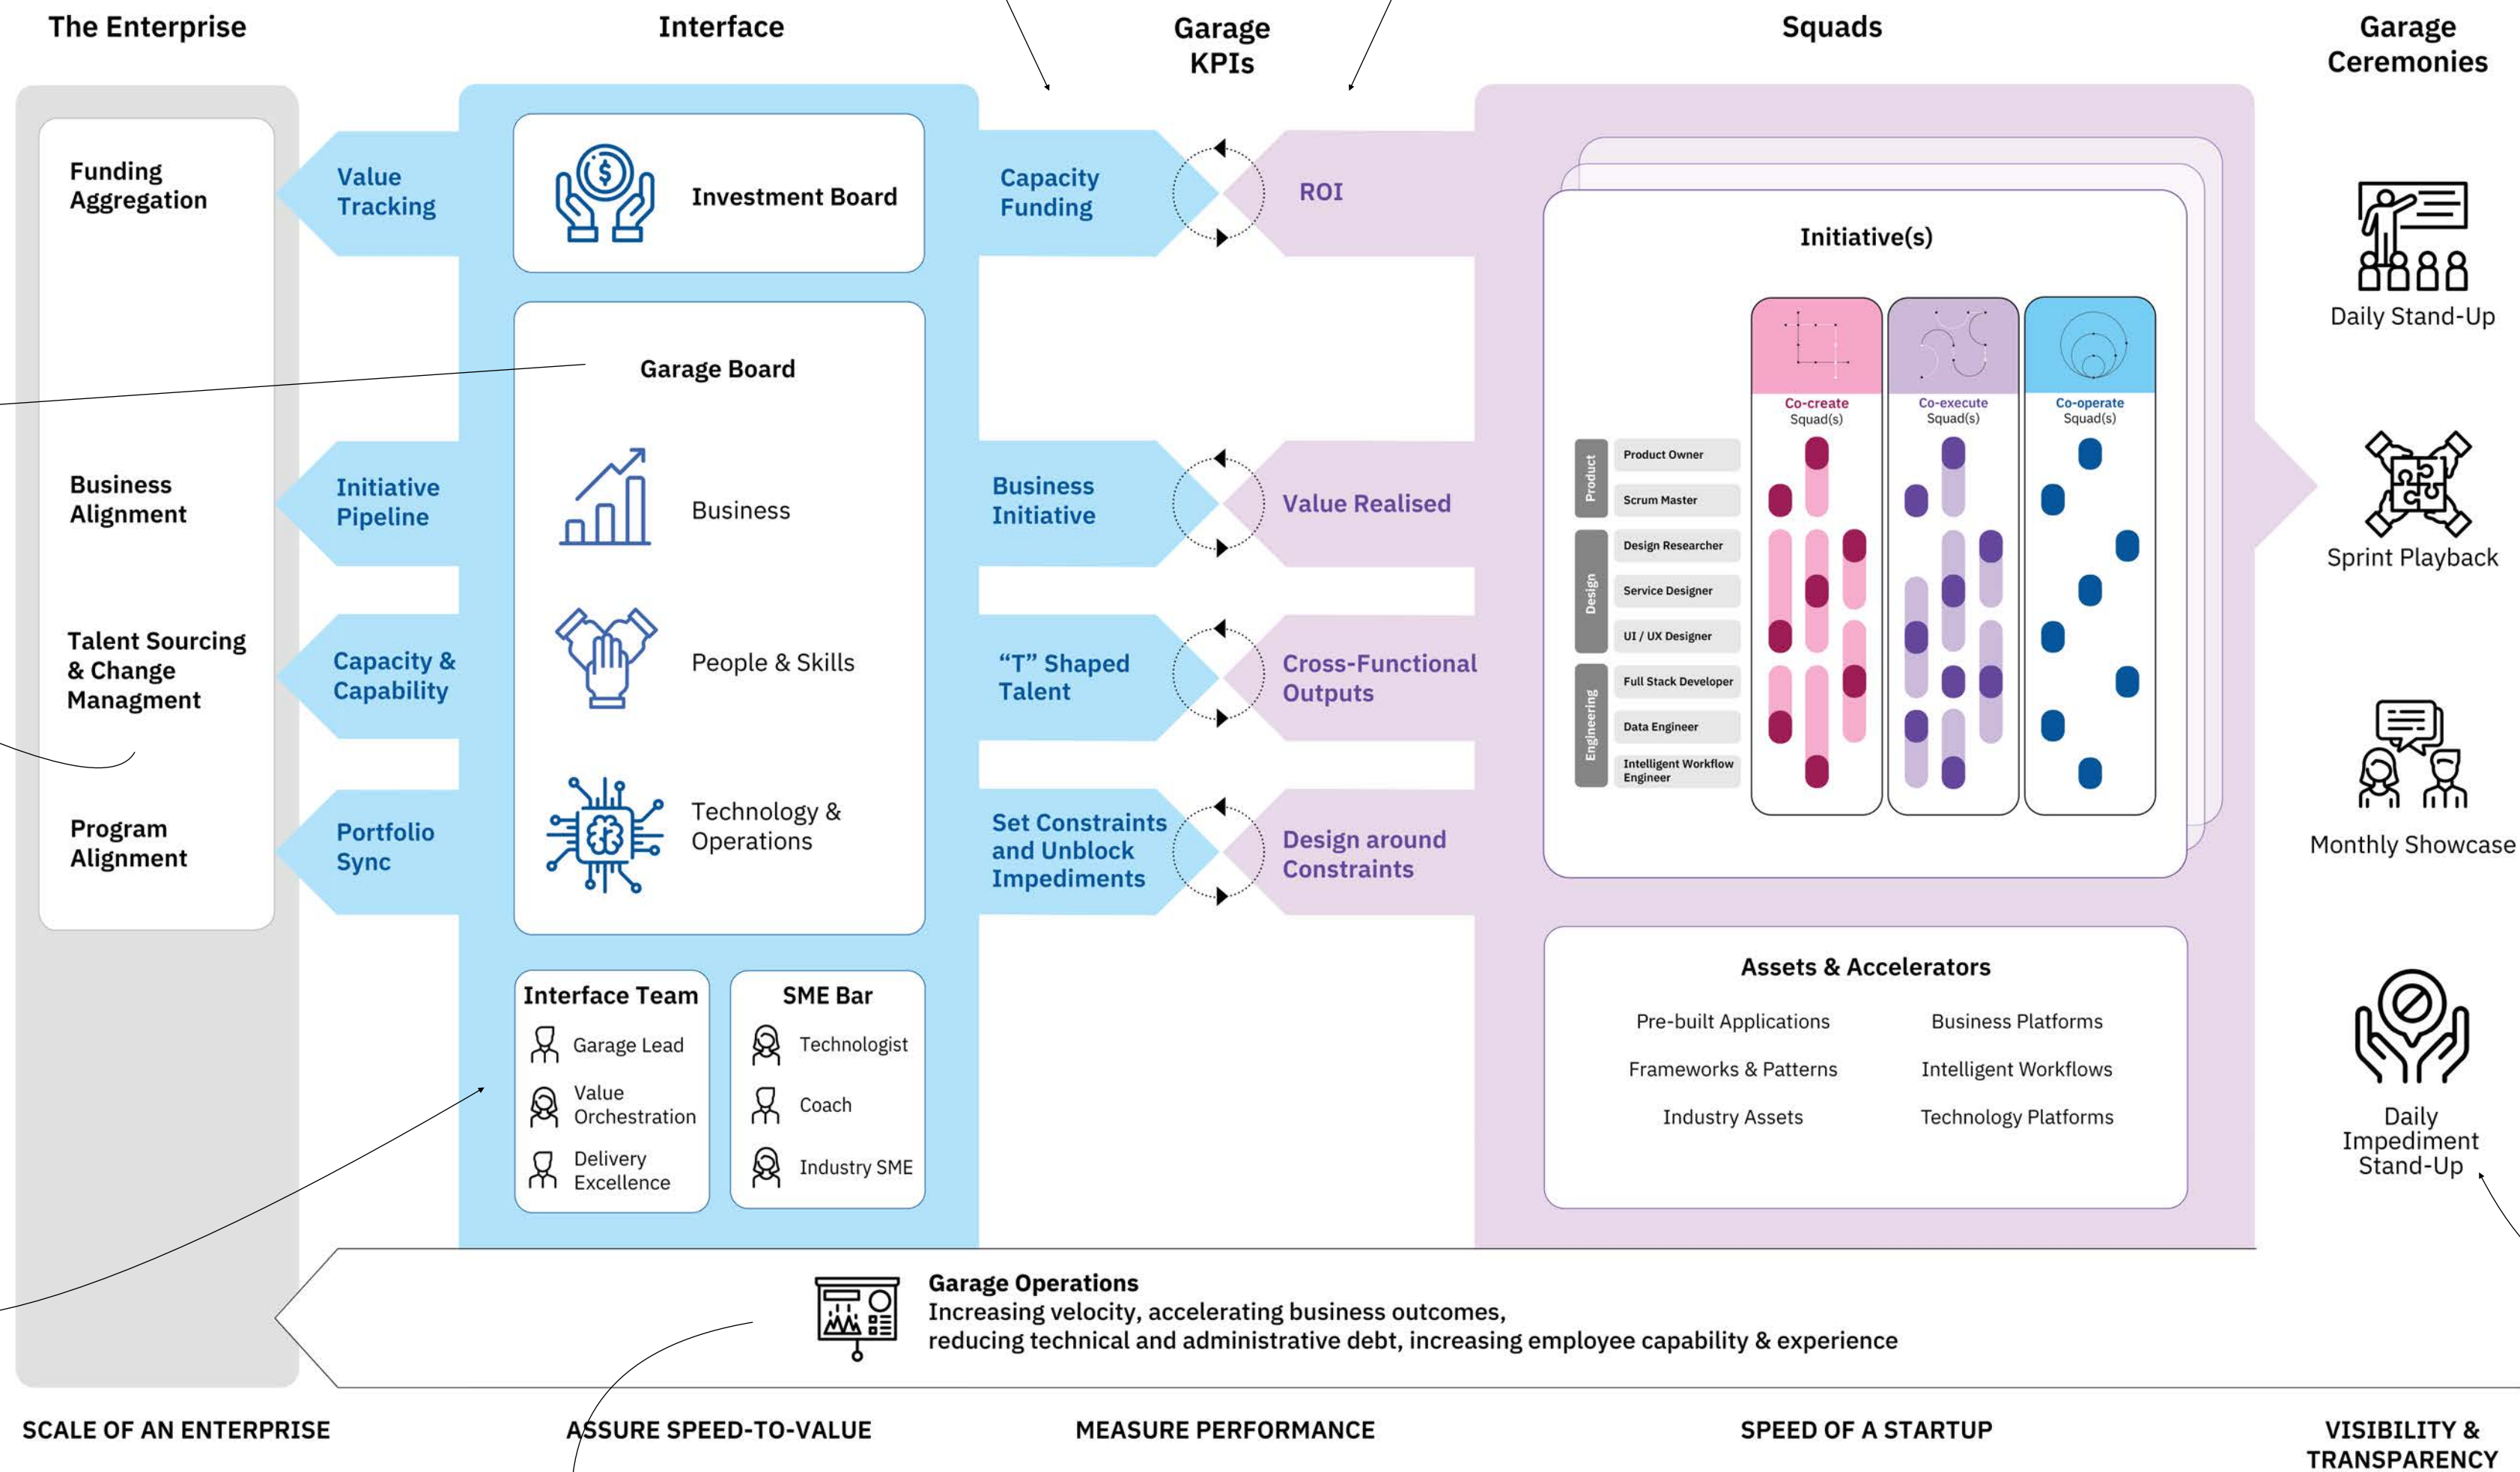 The Enterprise
Interface
Garage
KPIs
Squads
Garage
Ceremonies
Funding
Aggregation
Business
Alignment
Talent Sourcing
& Change
Managment
Program
Alignment
Value
Tracking
Initiative
Pipeline
Capacity &
Capability
Portfolio
Sync
Investment Board
Garage Board
Business
People & Skills
Technology &
Operations
Interface Team
Garage Lead
Value
Orchestration
Delivery
Excellence
SME Bar
Technologist
Coach
Industry SME
Capacity
Funding
ROI
Business
Initiative
Value Realised
“T” Shaped
Talent
Cross-Functional
Outputs
Set Constraints
and Unblock
Impediments
Design around
Constraints
Initiative(s)
Co-create
Squad(s)
Co-execute
Squad(s)
Co-operate
Squad(s)
Product
Product Owner
Scrum Master
Design
Design Researcher
Service Designer
UI / UX Designer
Engineering
Full Stack Developer
Data Engineer
Intelligent Workflow
Engineer
Assets & Accelerators
Pre-built Applications
Business Platforms
Frameworks & Patterns
Intelligent Workflows
Industry Assets
Technology Platforms
Daily Stand-Up
Sprint Playback
Monthly Showcase
Daily
Impediment
Stand-Up
Garage Operations
Increasing velocity, accelerating business outcomes,
reducing technical and administrative debt, increasing employee capability & experience
SCALE OF AN ENTERPRISE
ASSURE SPEED-TO-VALUE
MEASURE PERFORMANCE
SPEED OF A STARTUP
VISIBILITY &
TRANSPARENCY